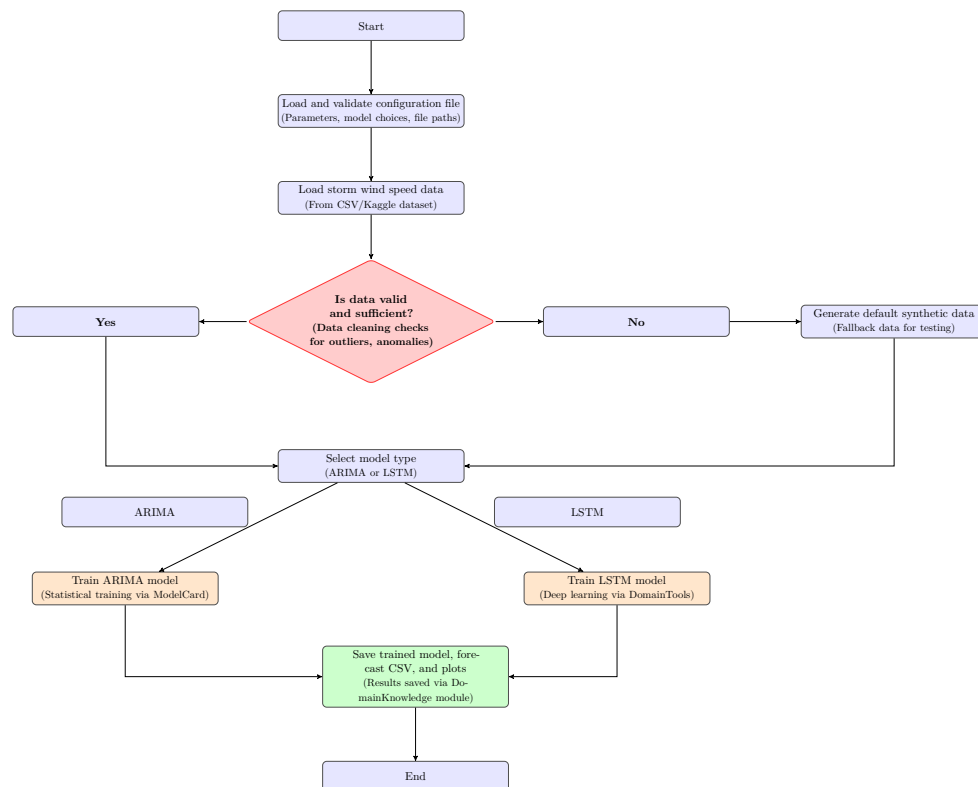 Start
Load and validate configuration file
(Parameters, model choices, file paths)
Load storm wind speed data
(From CSV/Kaggle dataset)
Is data valid
and sufficient?
(Data cleaning checks
for outliers, anomalies)
Yes
No
Generate default synthetic data
(Fallback data for testing)
Select model type
(ARIMA or LSTM)
ARIMA
LSTM
Train ARIMA model
(Statistical training via ModelCard)
Train LSTM model
(Deep learning via DomainTools)
Save trained model, fore-
cast CSV, and plots
(Results saved via Do-
mainKnowledge module)
End